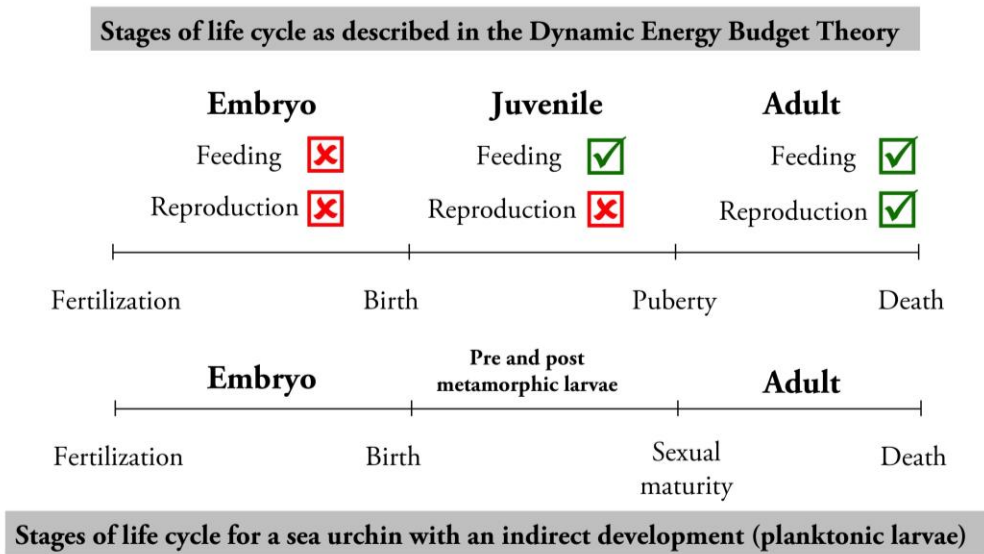 Stages of life cycle as described in the Dynamic Energy Budget Theory
Embryo Juvenile Adult
Feeding Feeding Feeding
Reproduction Reproduction Reproduction
Fertilization Birth Puberty Death
Embryo
Pre and post
metamorphic larvae
Adult
Fertilization Birth
Sexual
maturity
Death
Stages of life cycle for a sea urchin with an indirect development (planktonic larvae)